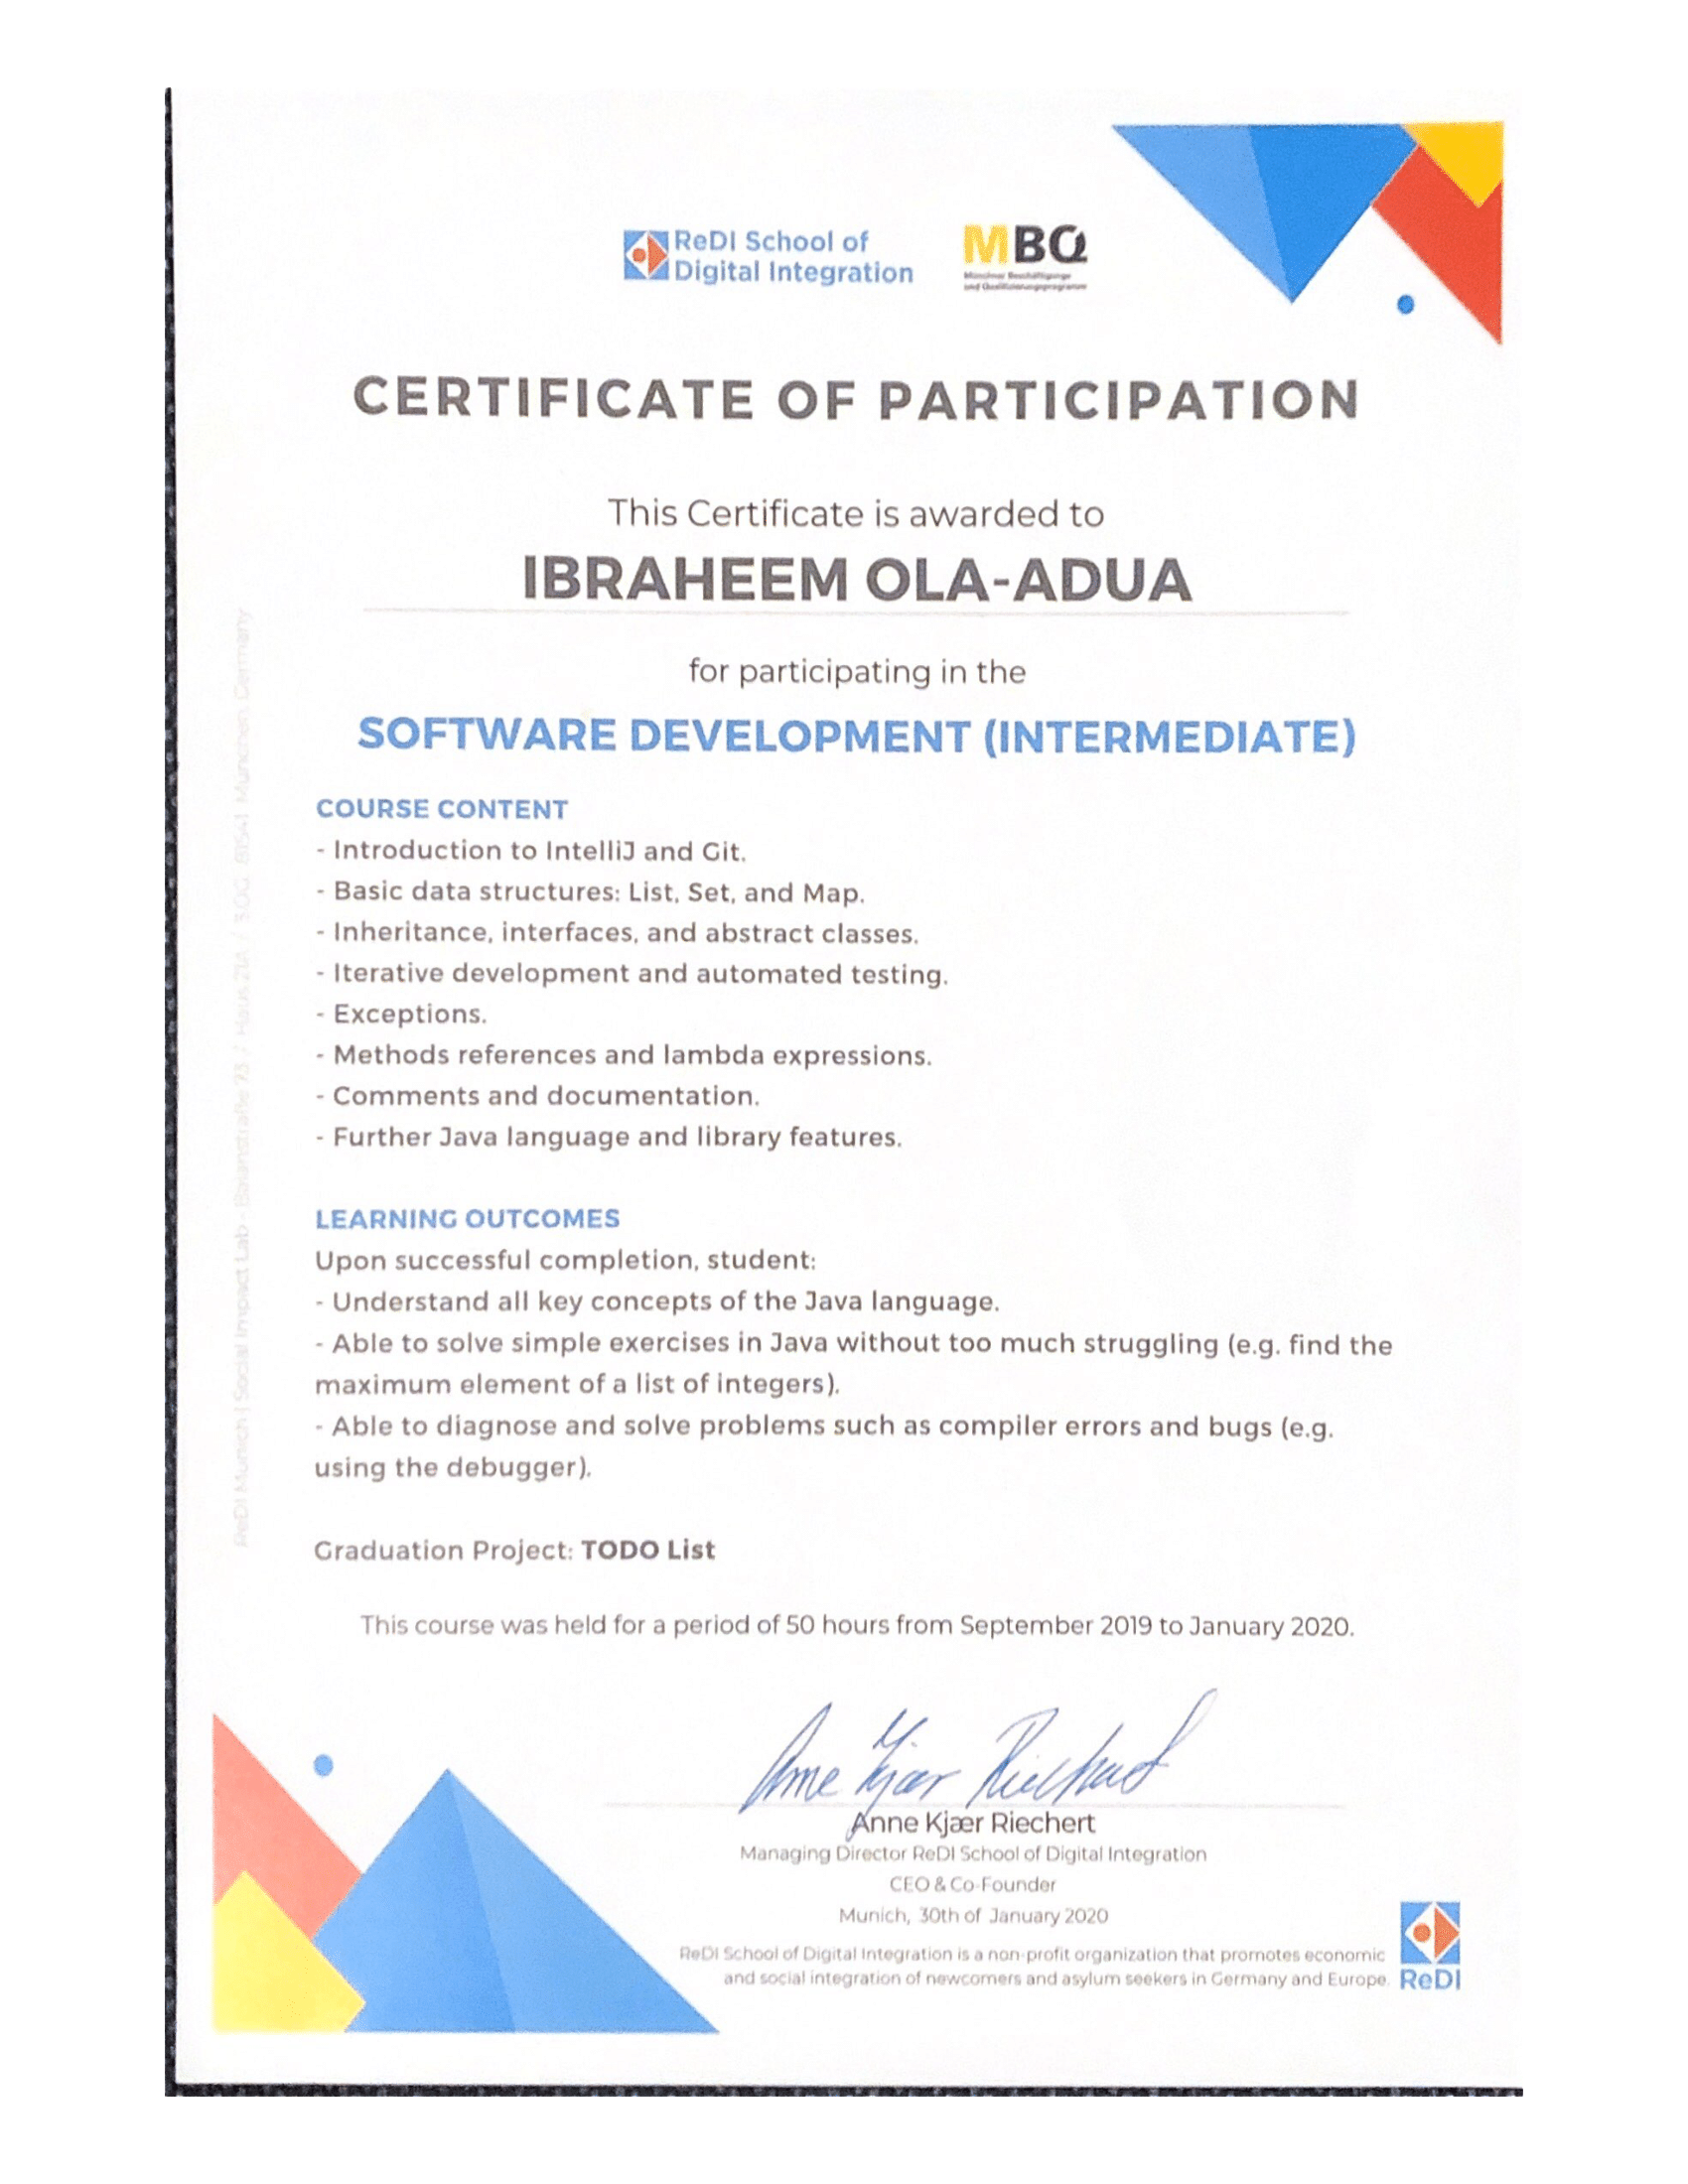 ReDI School of
Digital Integration
MBQ
Münchner Beschäftigungs-
und Qualifizierungsprogramm
CERTIFICATE OF PARTICIPATION
This Certificate is awarded to
IBRAHEEM OLA-ADUA
for participating in the
SOFTWARE DEVELOPMENT (INTERMEDIATE)
COURSE CONTENT
- Introduction to IntelliJ and Git.
- Basic data structures: List, Set, and Map.
- Inheritance, interfaces, and abstract classes.
- Iterative development and automated testing.
- Exceptions.
- Methods references and lambda expressions.
- Comments and documentation.
- Further Java language and library features.
LEARNING OUTCOMES
Upon successful completion, student:
- Understand all key concepts of the Java language.
- Able to solve simple exercises in Java without too much struggling (e.g. find the
maximum element of a list of integers).
- Able to diagnose and solve problems such as compiler errors and bugs (e.g.
using the debugger).
Graduation Project: TODO List
This course was held for a period of 50 hours from September 2019 to January 2020.
Anne Kjær Riechert
Anne Kjær Riechert
Managing Director ReDI School of Digital Integration
CEO & Co-Founder
Munich, 30th of January 2020
ReDI School of Digital Integration is a non-profit organization that promotes economic
and social integration of newcomers and asylum seekers in Germany and Europe.
ReDI
ReDI Munich | Social Impact Lab - Balanstraße 73 / Haus 21A / 3.OG 81541 München, Germany